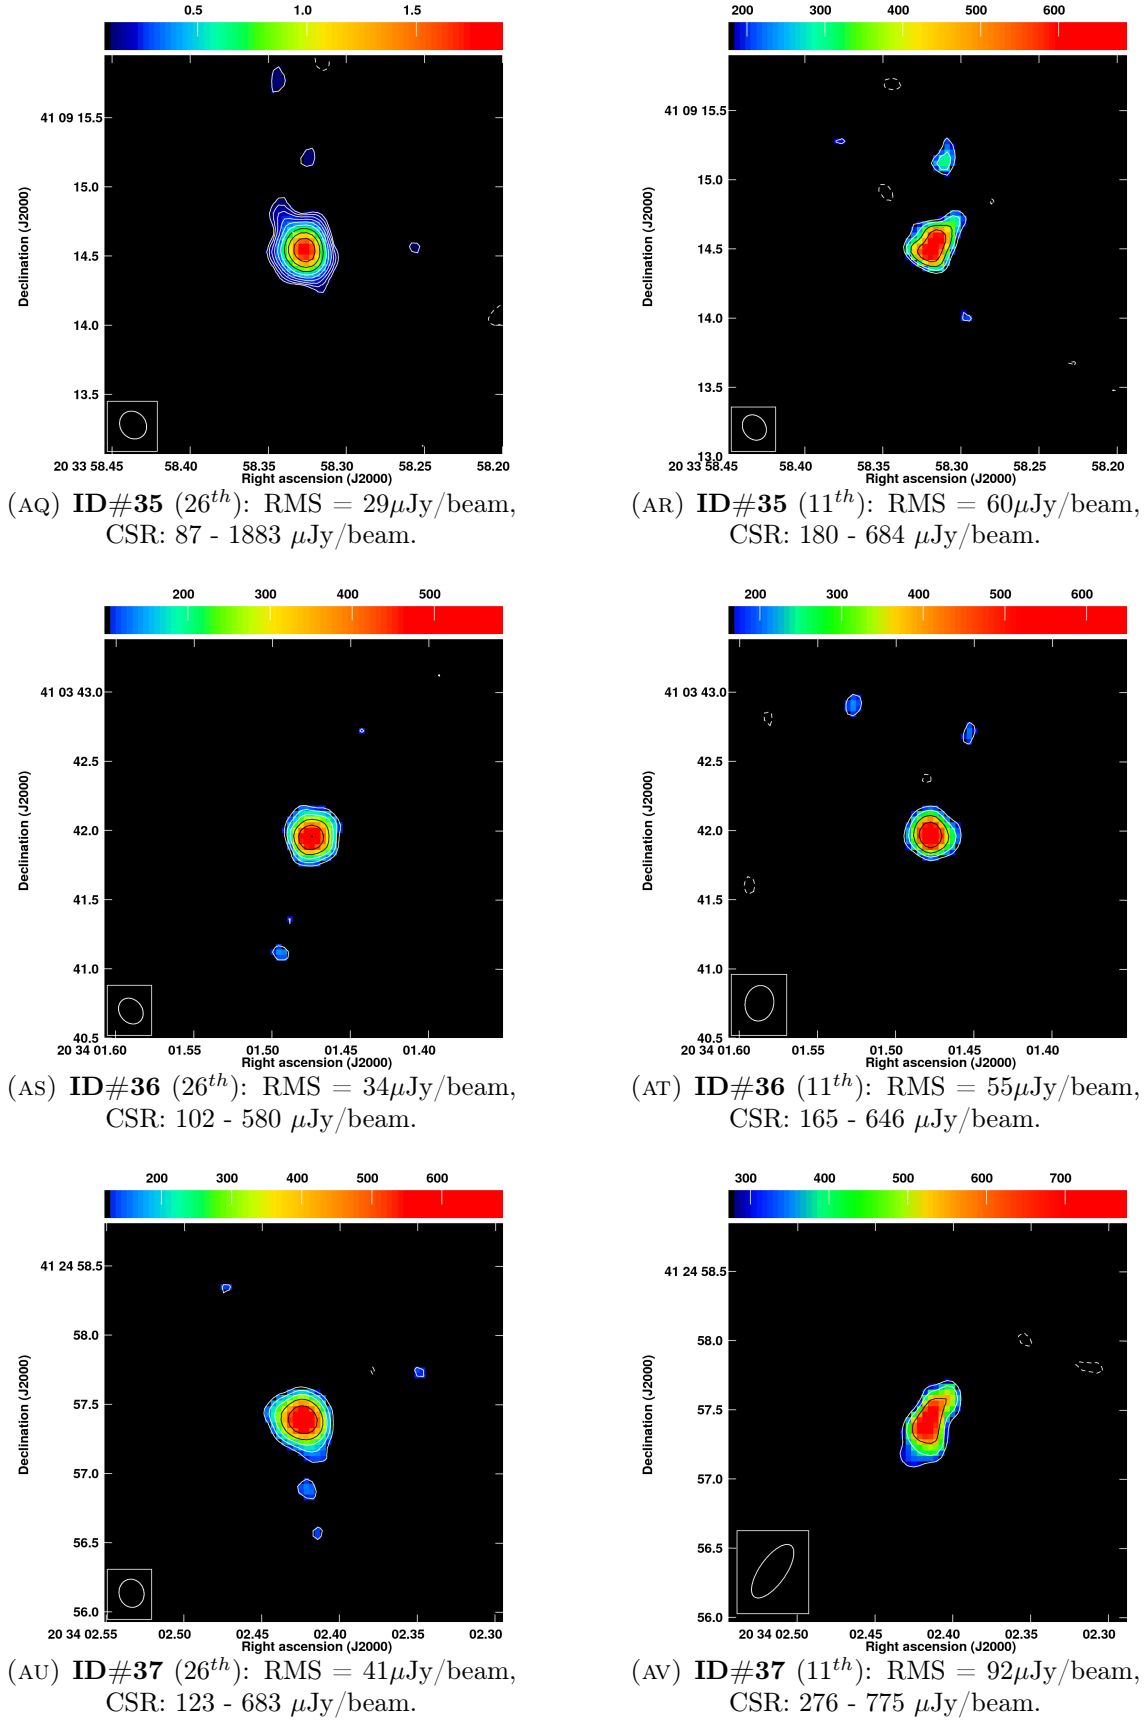 0.5 1.0 1.5
41 09 15.5
15.0
14.5
14.0
13.5
Declination (J2000)
20 33 58.45 58.40 58.35 58.30 58.25 58.20
Right ascension (J2000)
(AQ) ID#35 (26th): RMS = 29μJy/beam,
CSR: 87 - 1883 μJy/beam.
200 300 400 500 600
41 09 15.5
15.0
14.5
14.0
13.5
13.0
Declination (J2000)
20 33 58.45 58.40 58.35 58.30 58.25 58.20
Right ascension (J2000)
(AR) ID#35 (11th): RMS = 60μJy/beam,
CSR: 180 - 684 μJy/beam.
200 300 400 500
41 03 43.0
42.5
42.0
41.5
41.0
40.5
Declination (J2000)
20 34 01.60 01.55 01.50 01.45 01.40
Right ascension (J2000)
(AS) ID#36 (26th): RMS = 34μJy/beam,
CSR: 102 - 580 μJy/beam.
200 300 400 500 600
41 03 43.0
42.5
42.0
41.5
41.0
40.5
Declination (J2000)
20 34 01.60 01.55 01.50 01.45 01.40
Right ascension (J2000)
(AT) ID#36 (11th): RMS = 55μJy/beam,
CSR: 165 - 646 μJy/beam.
200 300 400 500 600
41 24 58.5
58.0
57.5
57.0
56.5
56.0
Declination (J2000)
20 34 02.55 02.50 02.45 02.40 02.35 02.30
Right ascension (J2000)
(AU) ID#37 (26th): RMS = 41μJy/beam,
CSR: 123 - 683 μJy/beam.
300 400 500 600 700
41 24 58.5
58.0
57.5
57.0
56.5
56.0
Declination (J2000)
20 34 02.50 02.45 02.40 02.35 02.30
Right ascension (J2000)
(AV) ID#37 (11th): RMS = 92μJy/beam,
CSR: 276 - 775 μJy/beam.